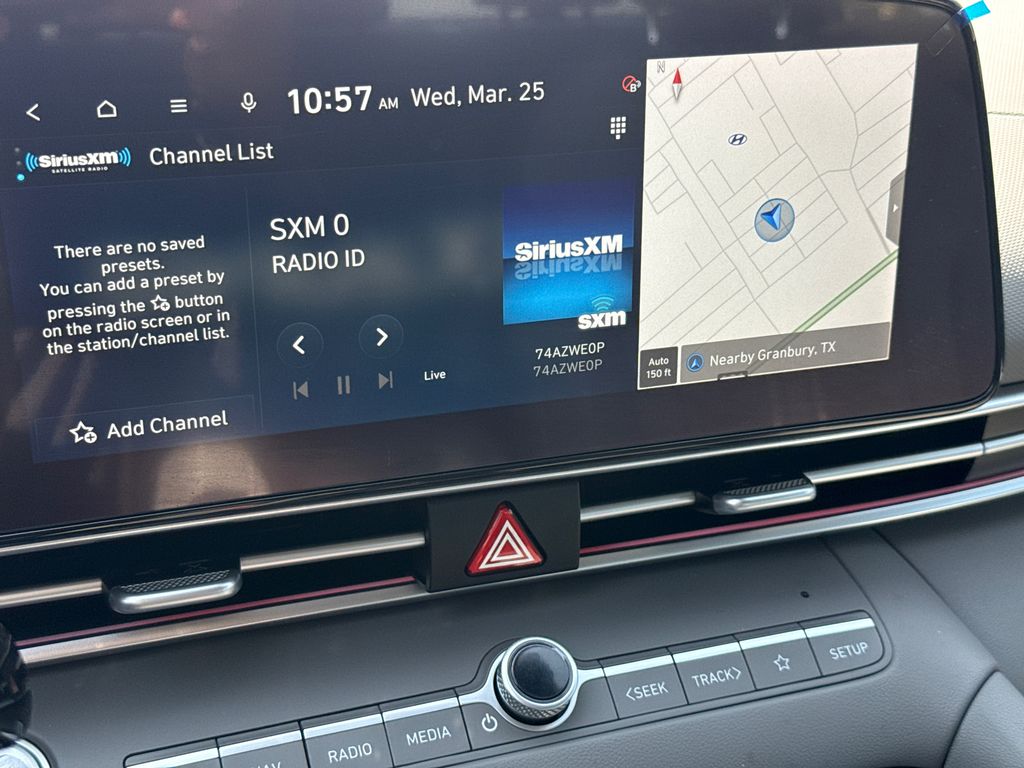 10:57 AM Wed, Mar. 25
SiriusXM
SATELLITE RADIO
Channel List
There are no saved
presets.
You can add a preset by
pressing the button
on the radio screen or in
the station/channel list.
Add Channel
SXM 0
RADIO ID
Live
SiriusXM
sxm
74AZWE0P
74AZWE0P
N
Auto
150 ft
Nearby Granbury, TX
RADIO
MEDIA
<SEEK
TRACK>
SETUP